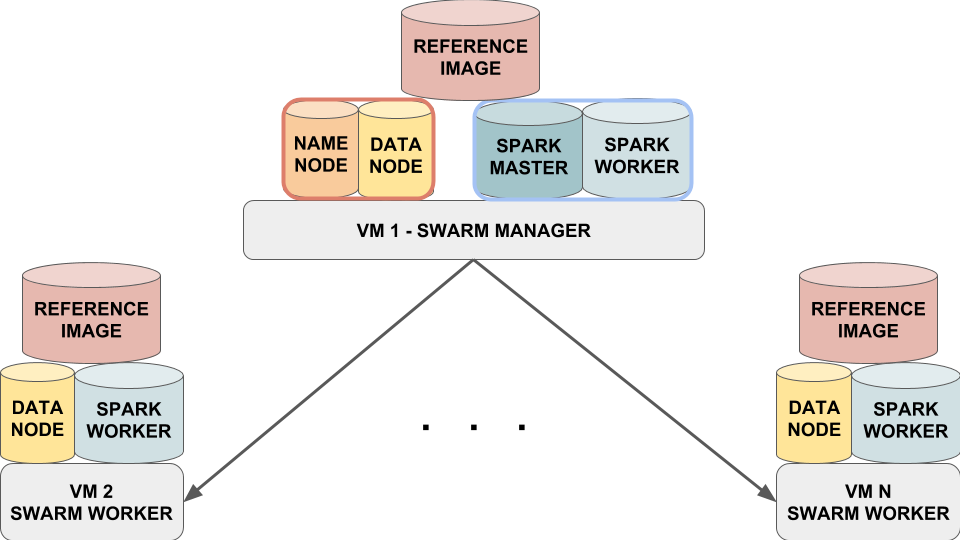 REFERENCE
IMAGE
NAME
NODE
DATA
NODE
SPARK
MASTER
SPARK
WORKER
VM 1 - SWARM MANAGER
REFERENCE
IMAGE
REFERENCE
IMAGE
DATA
NODE
SPARK
WORKER
. . .
DATA
NODE
SPARK
WORKER
VM 2
SWARM WORKER
VM N
SWARM WORKER